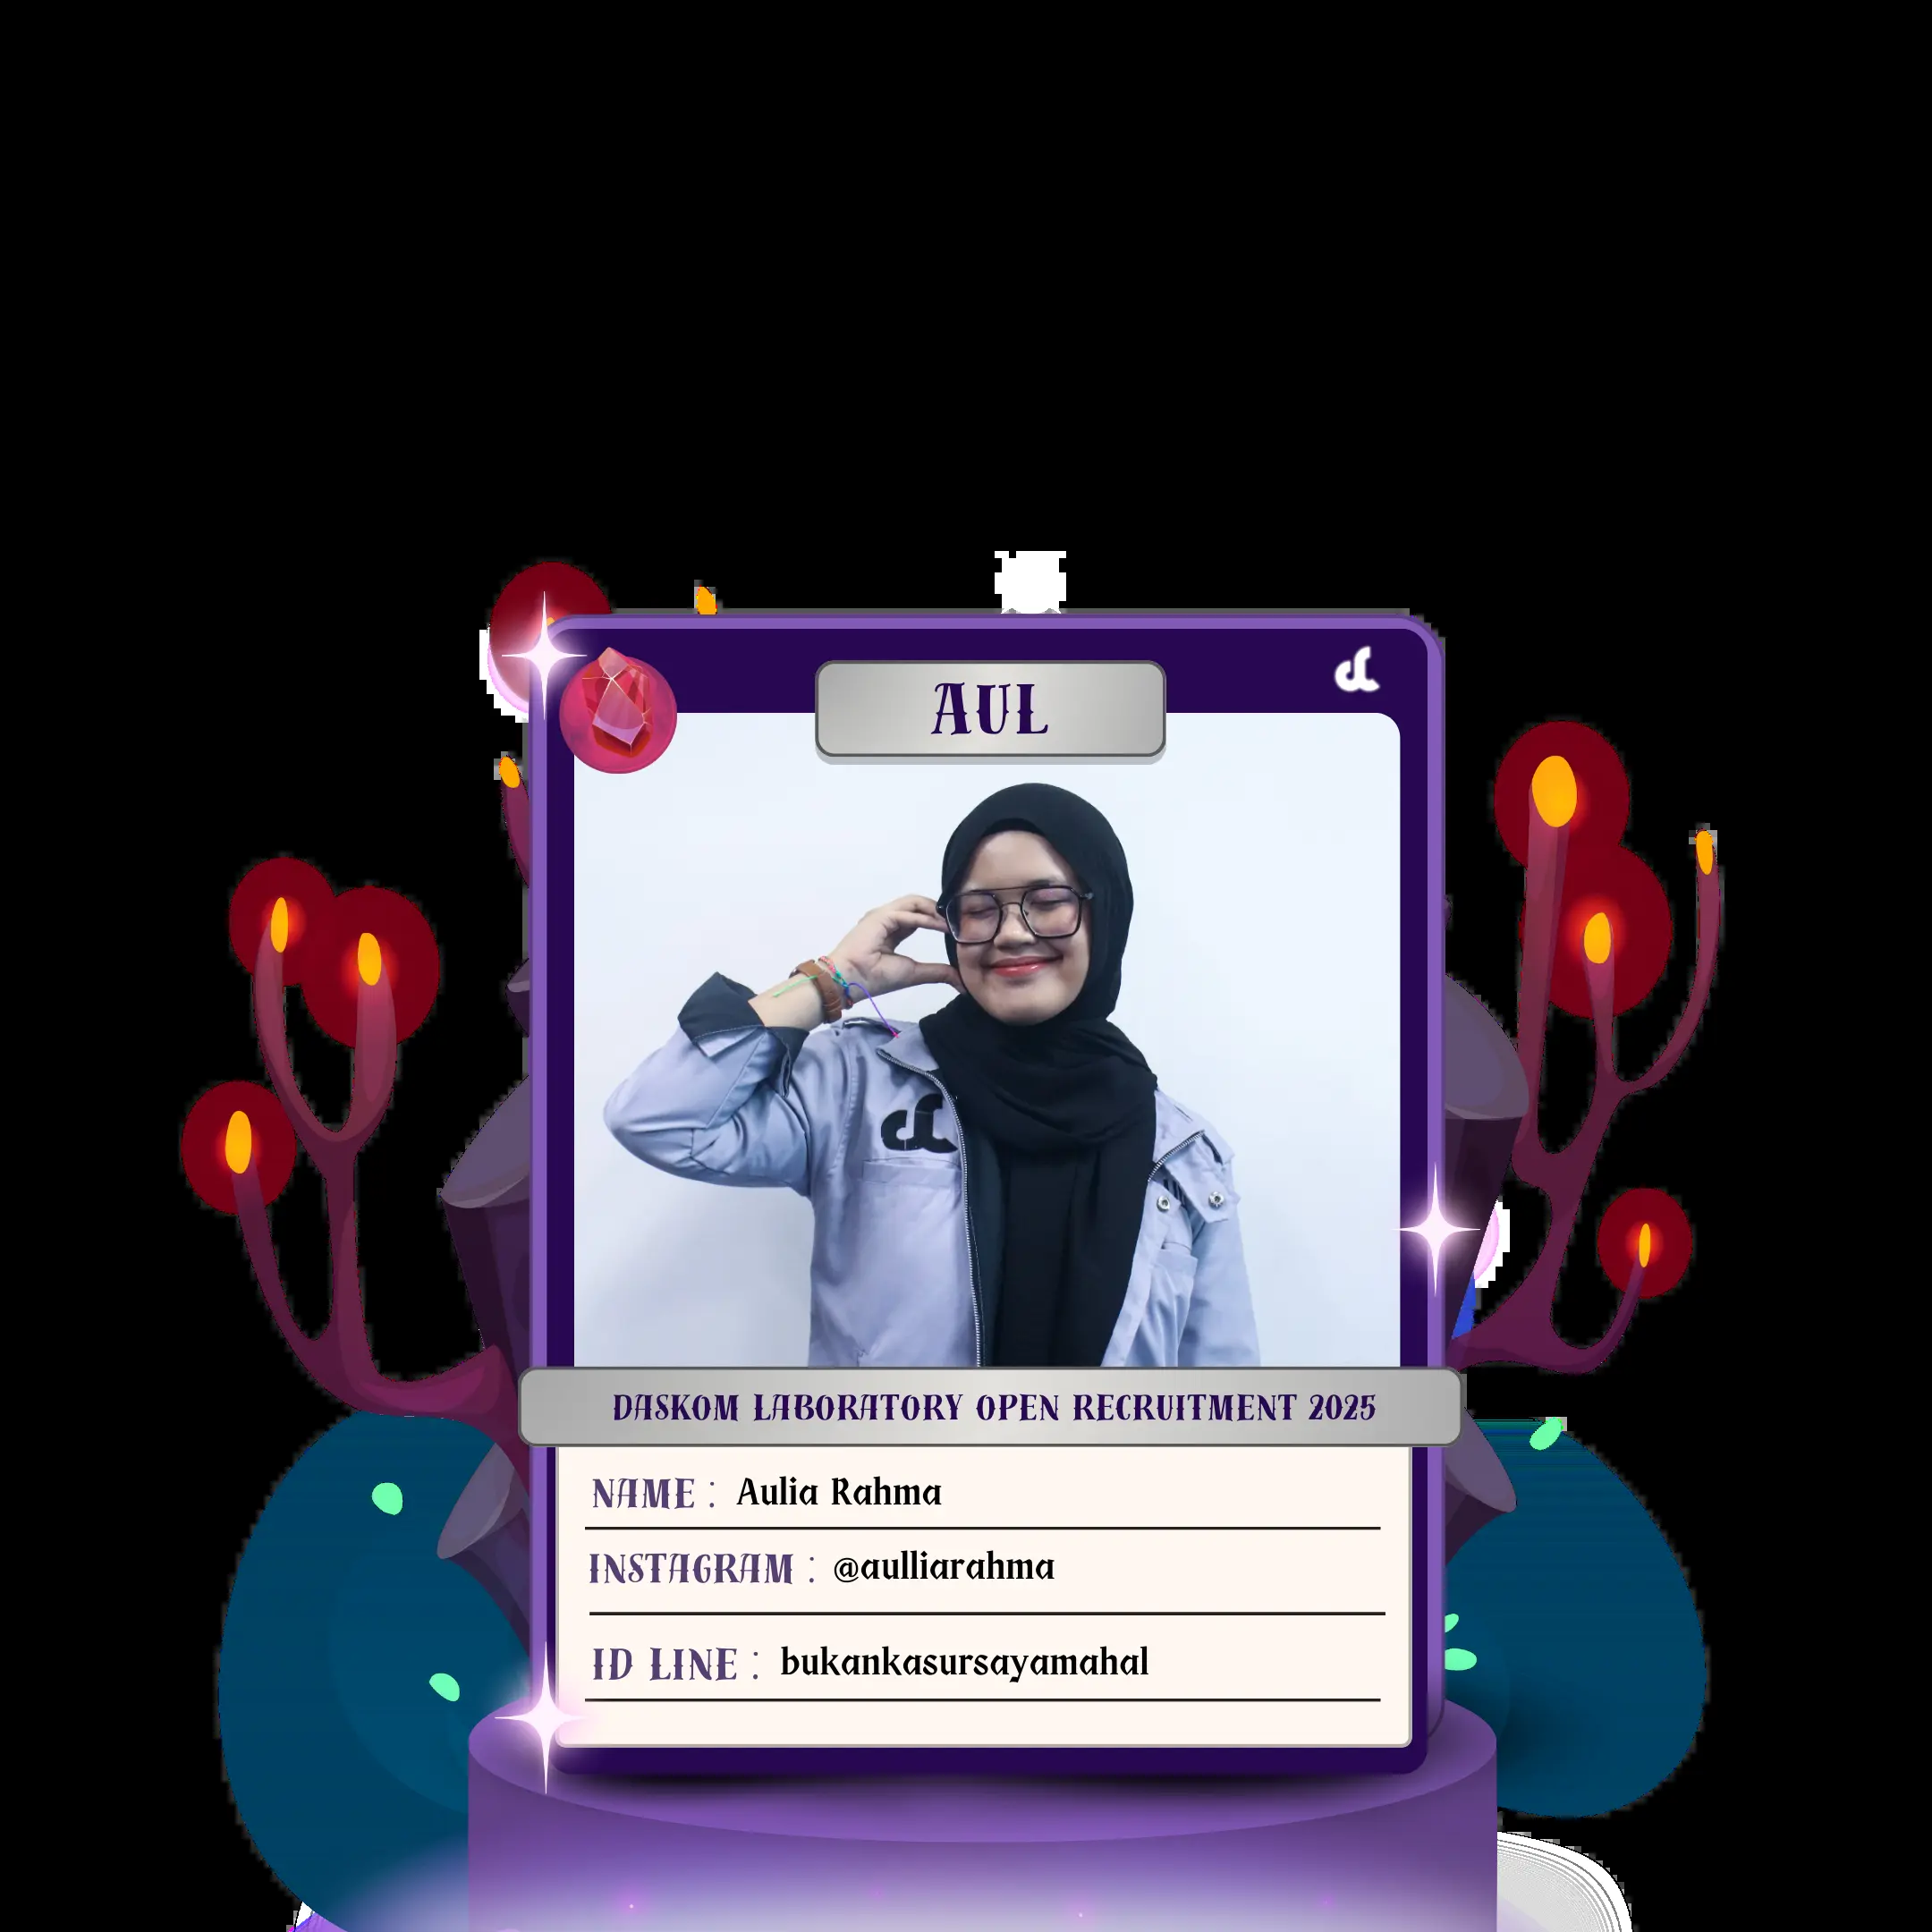 AUL
DASKOM LABORATORY OPEN RECRUITMENT 2025
NAME : Aulia Rahma
INSTAGRAM : @aulliarahma
ID LINE : bukankasursayamahal